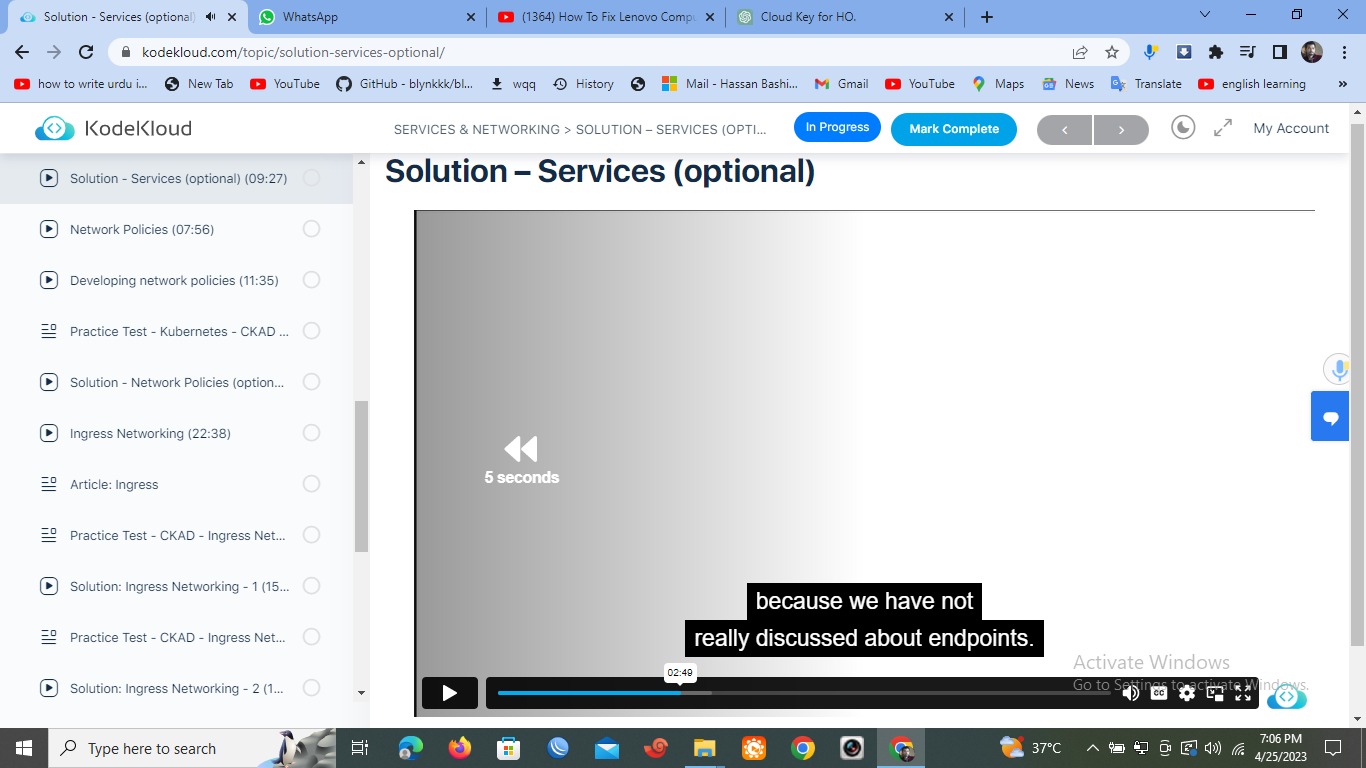 Solution - Services (optional)
WhatsApp
(1364) How To Fix Lenovo Compu
Cloud Key for HO.
kodekloud.com/topic/solution-services-optional/
how to write urdu i...
New Tab
YouTube
GitHub - blynkkk/bl...
wqq
History
Mail - Hassan Bashi...
Gmail
YouTube
Maps
News
Translate
english learning
»
KodeKloud
SERVICES & NETWORKING > SOLUTION – SERVICES (OPTI...
In Progress
Mark Complete
My Account
Solution - Services (optional) (09:27)
Network Policies (07:56)
Developing network policies (11:35)
Practice Test - Kubernetes - CKAD ...
Solution - Network Policies (option...
Ingress Networking (22:38)
Article: Ingress
Practice Test - CKAD - Ingress Net...
Solution: Ingress Networking - 1 (15...
Practice Test - CKAD - Ingress Net...
Solution: Ingress Networking - 2 (1...
Solution – Services (optional)
5 seconds
because we have not
really discussed about endpoints.
02:49
CC
Activate Windows
Go to Settings to activate Windows.
Type here to search
37°C
7:06 PM
4/25/2023